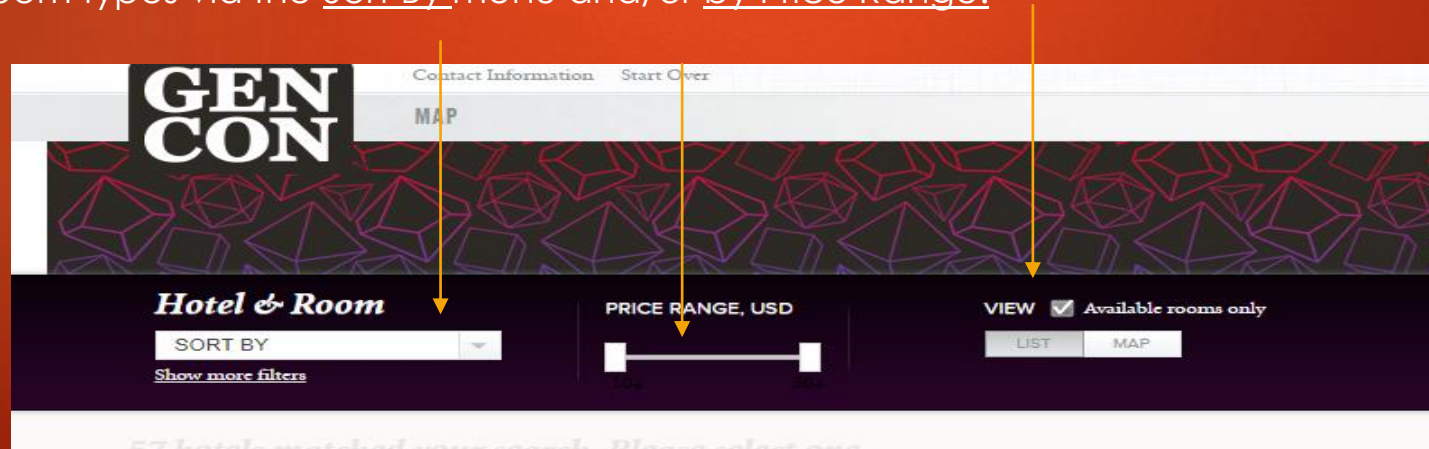 oom types via the Sort By menu and/or by Price Range.
GEN
CON
Contact Information Start Over
MAP
Hotel & Room
SORT BY
Show more filters
PRICE RANGE, USD
VIEW Available rooms only
LIST MAP
57 hotels matched your search. Please select one